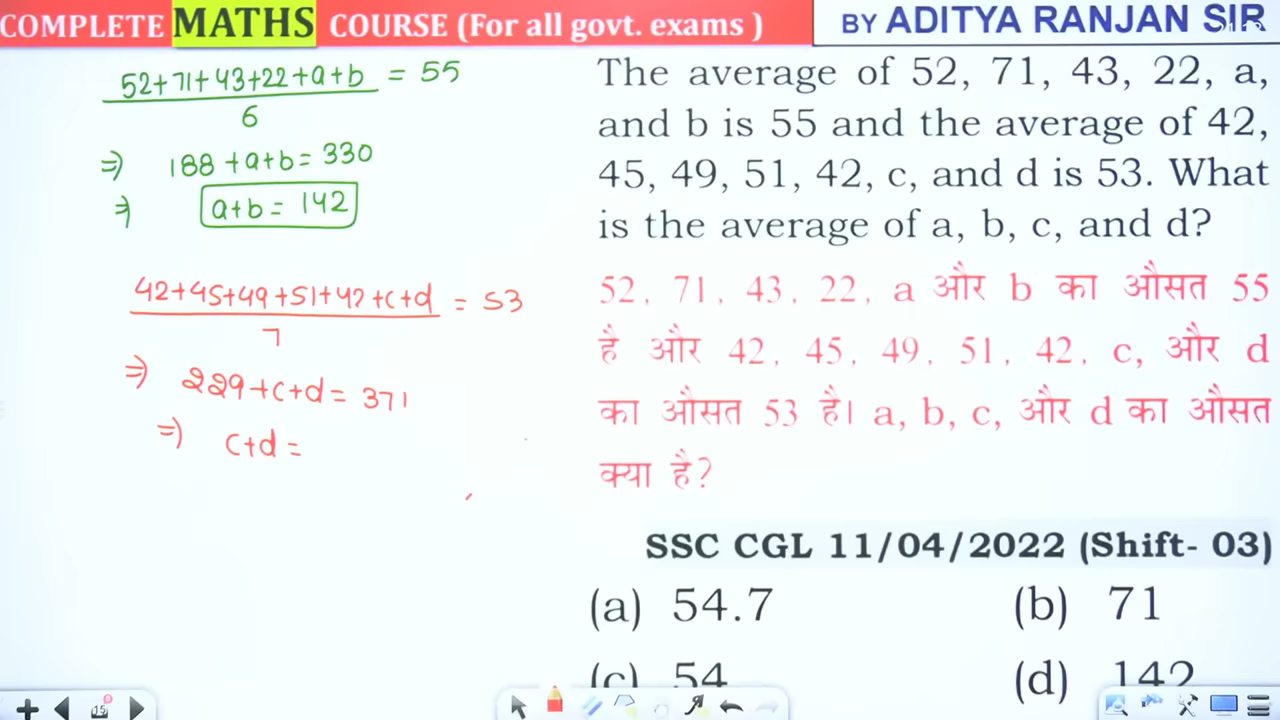 COMPLETE MATHS COURSE (For all govt. exams )
BY ADITYA RANJAN SIR
52+71+43+22+a+b = 55
6
⇒ 188+a+b = 330
⇒ a+b = 142
42+45+49+51+42+c+d = 53
7
⇒ 229+c+d = 371
⇒ c+d =
The average of 52, 71, 43, 22, a,
and b is 55 and the average of 42,
45, 49, 51, 42, c, and d is 53. What
is the average of a, b, c, and d?
52, 71, 43, 22, a और b का औसत 55
है और 42, 45, 49, 51, 42, c, और d
का औसत 53 है। a, b, c, और d का औसत
क्या है?
SSC CGL 11/04/2022 (Shift- 03)
(a) 54.7 (b) 71
(c) 54 (d) 142
15